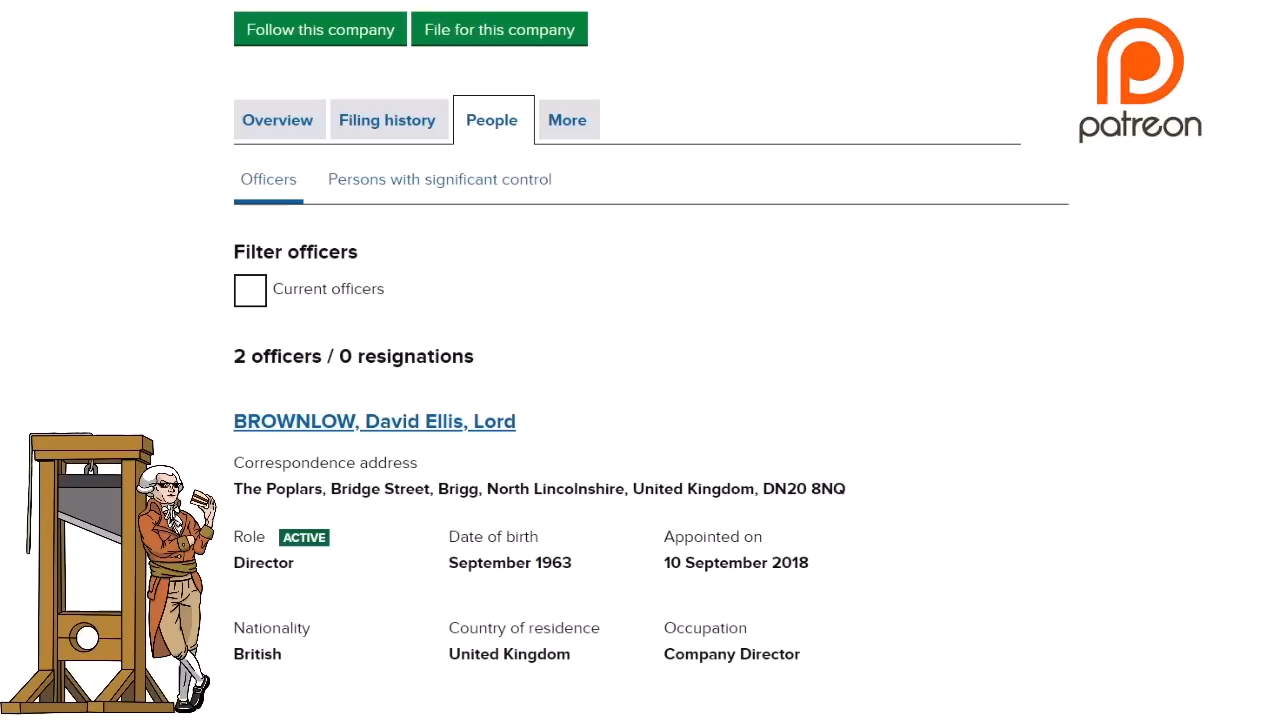 Follow this company File for this company
patreon
Overview Filing history People More
Officers Persons with significant control
Filter officers
Current officers
2 officers / 0 resignations
BROWNLOW, David Ellis, Lord
Correspondence address
The Poplars, Bridge Street, Brigg, North Lincolnshire, United Kingdom, DN20 8NQ
Role ACTIVE Date of birth Appointed on
Director September 1963 10 September 2018
Nationality Country of residence Occupation
British United Kingdom Company Director